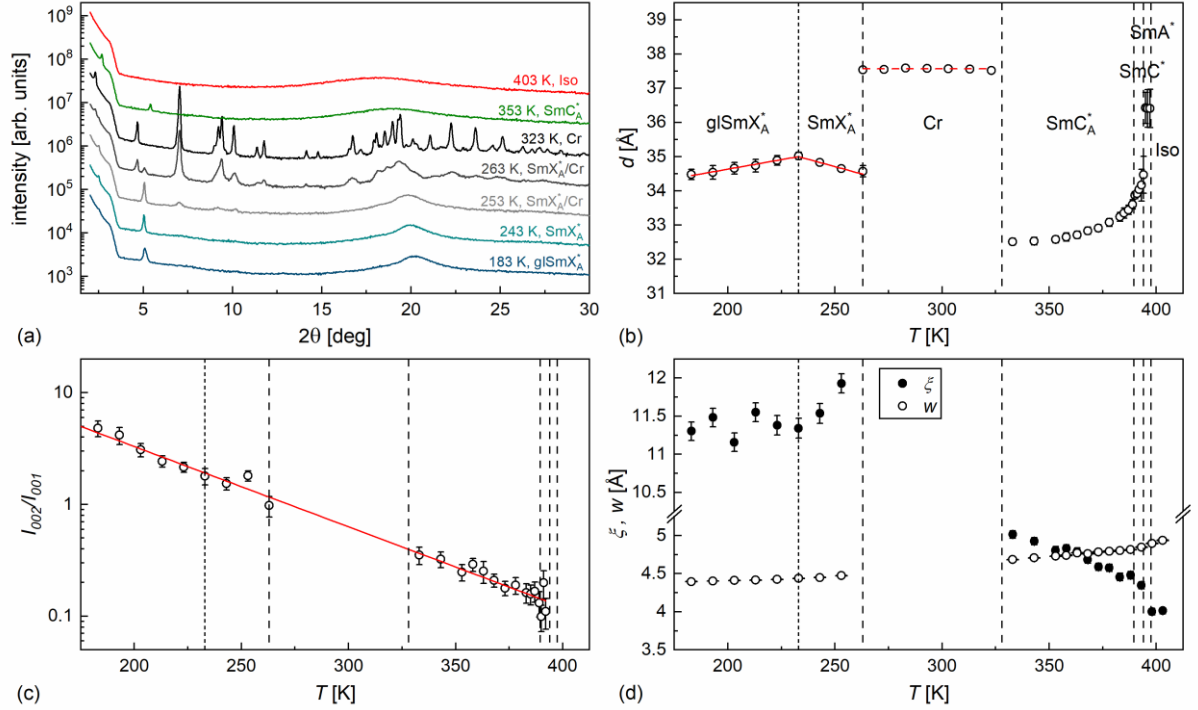 10⁹
10⁸
10⁷
10⁶
10⁵
10⁴
10³
intensity [arb. units]
403 K, Iso
353 K, SmC*A
323 K, Cr
263 K, SmX*A/Cr
253 K, SmX*A/Cr
243 K, SmX*A
183 K, glSmX*A
5 10 15 20 25 30
2θ [deg]
(a)
39
38
37
36
35
34
33
32
31
d [Å]
SmA*
SmC*
glSmX*A SmX*A Cr SmC*A
Iso
200 250 300 350 400
T [K]
(b)
10
1
0.1
I002/I001
200 250 300 350 400
T [K]
(c)
12
11.5
11
10.5
5
4.5
4
3.5
ξ , w [Å]
ξ
w
200 250 300 350 400
T [K]
(d)